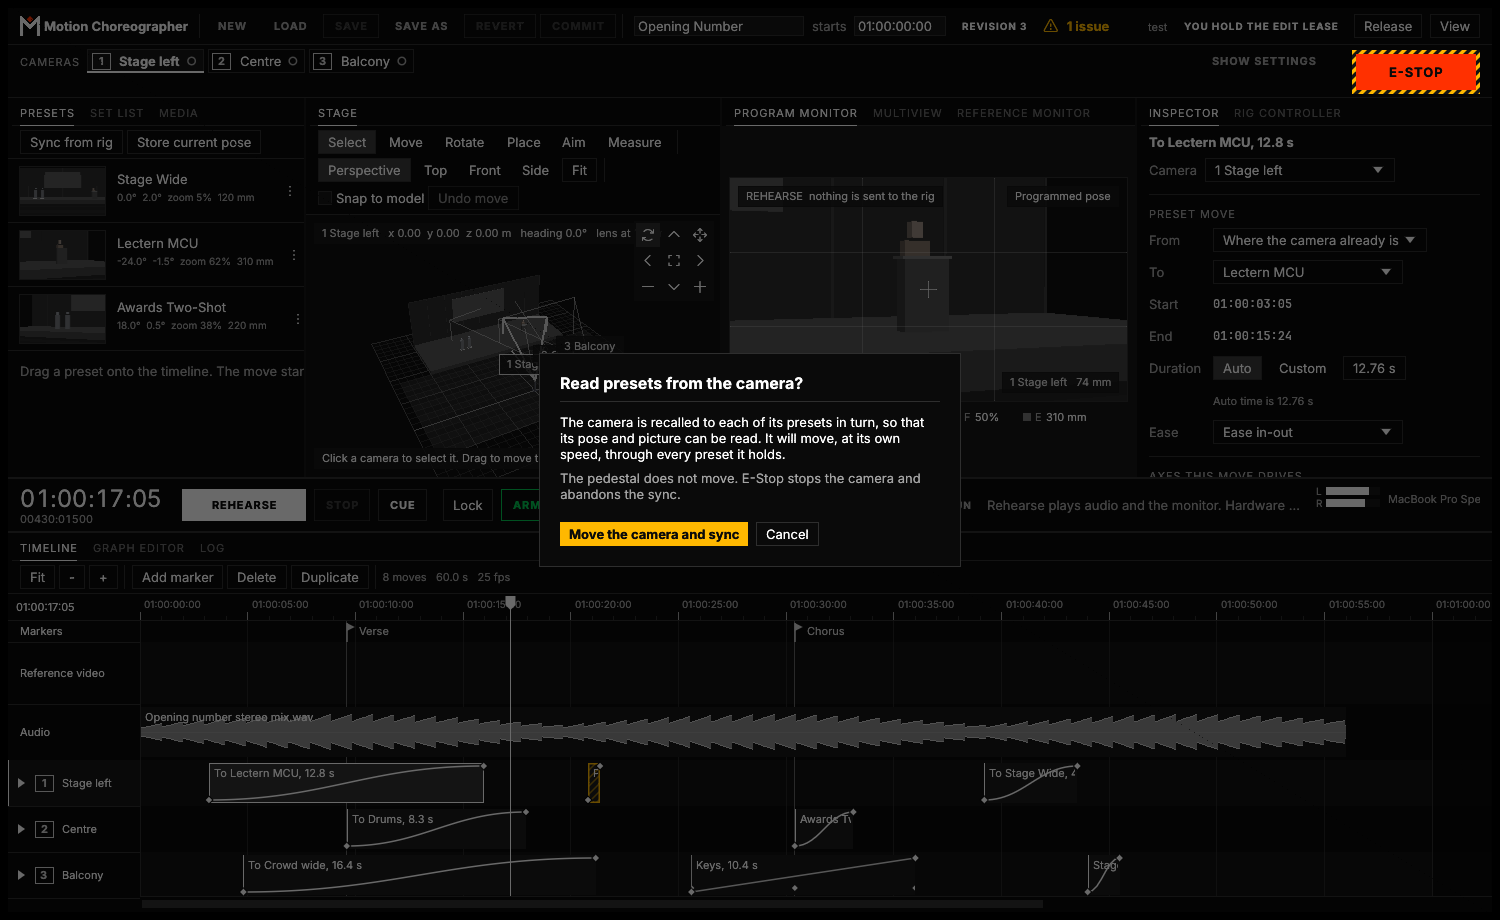 Motion Choreographer NEW LOAD SAVE SAVE AS REVERT COMMIT Opening Number starts 01:00:00:00 REVISION 3 1 issue test YOU HOLD THE EDIT LEASE Release View
CAMERAS 1 Stage left 2 Centre 3 Balcony SHOW SETTINGS E-STOP
PRESETS SET LIST MEDIA
Sync from rig Store current pose
Stage Wide
0.0° 2.0° zoom 5% 120 mm
Lectern MCU
-24.0° -1.5° zoom 62% 310 mm
Awards Two-Shot
18.0° 0.5° zoom 38% 220 mm
Drag a preset onto the timeline. The move star
STAGE
Select Move Rotate Place Aim Measure
Perspective Top Front Side Fit
Snap to model Undo move
1 Stage left x 0.00 y 0.00 z 0.00 m heading 0.0° lens at
3 Balcony
1 Stag
Click a camera to select it. Drag to move t
PROGRAM MONITOR MULTIVIEW REFERENCE MONITOR
REHEARSE nothing is sent to the rig Programmed pose
1 Stage left 74 mm
F 50% E 310 mm
INSPECTOR RIG CONTROLLER
To Lectern MCU, 12.8 s
Camera 1 Stage left
PRESET MOVE
From Where the camera already is
To Lectern MCU
Start 01:00:03:05
End 01:00:15:24
Duration Auto Custom 12.76 s
Auto time is 12.76 s
Ease Ease in-out
AXES THIS MOVE DRIVES
Read presets from the camera?
The camera is recalled to each of its presets in turn, so that
its pose and picture can be read. It will move, at its own
speed, through every preset it holds.
The pedestal does not move. E-Stop stops the camera and
abandons the sync.
Move the camera and sync Cancel
01:00:17:05
00430:01500
REHEARSE STOP CUE Lock ARM
Rehearse plays audio and the monitor. Hardware ... L
R
MacBook Pro Spe
TIMELINE GRAPH EDITOR LOG
Fit - + Add marker Delete Duplicate 8 moves 60.0 s 25 fps
01:00:17:05 01:00:00:00 01:00:05:00 01:00:10:00 01:00:15:00 01:00:20:00 01:00:25:00 01:00:30:00 01:00:35:00 01:00:40:00 01:00:45:00 01:00:50:00 01:00:55:00 01:01:00:00
Markers Verse Chorus
Reference video
Opening number stereo mix.wav
Audio
To Lectern MCU, 12.8 s To Stage Wide,
1 Stage left
To Drums, 8.3 s Awards
2 Centre
To Crowd wide, 16.4 s Keys, 10.4 s Stag
3 Balcony